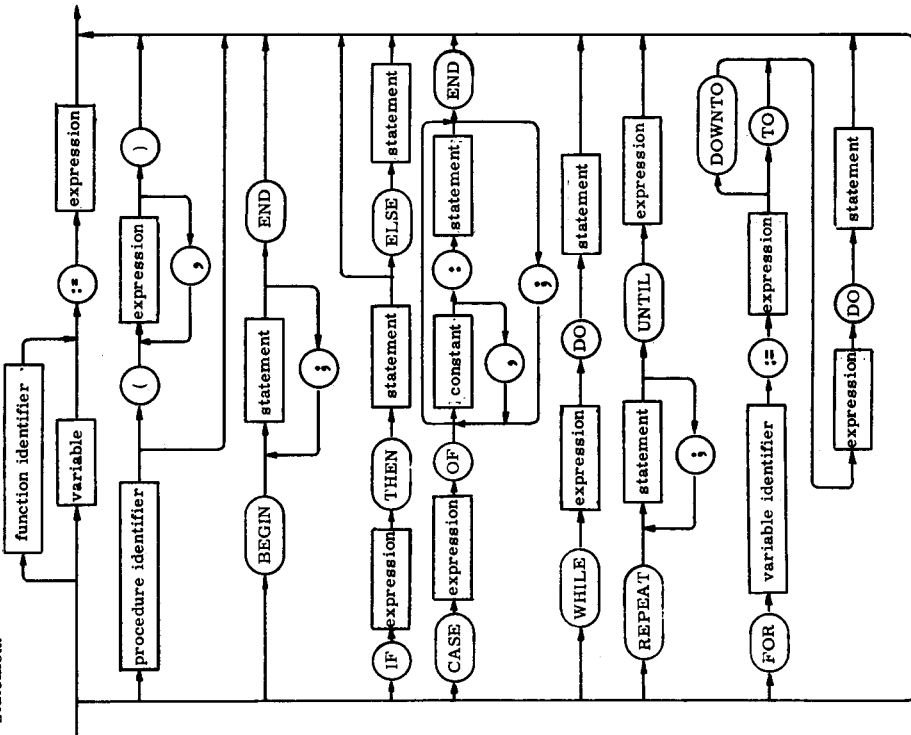 function identifier
variable := expression
procedure identifier ( expression )
,
BEGIN statement END
;
IF expression THEN statement ELSE statement
CASE expression OF constant : statement END
,
;
WHILE expression DO statement
REPEAT statement UNTIL expression
;
DOWNTO
FOR variable identifier := expression TO
expression DO statement